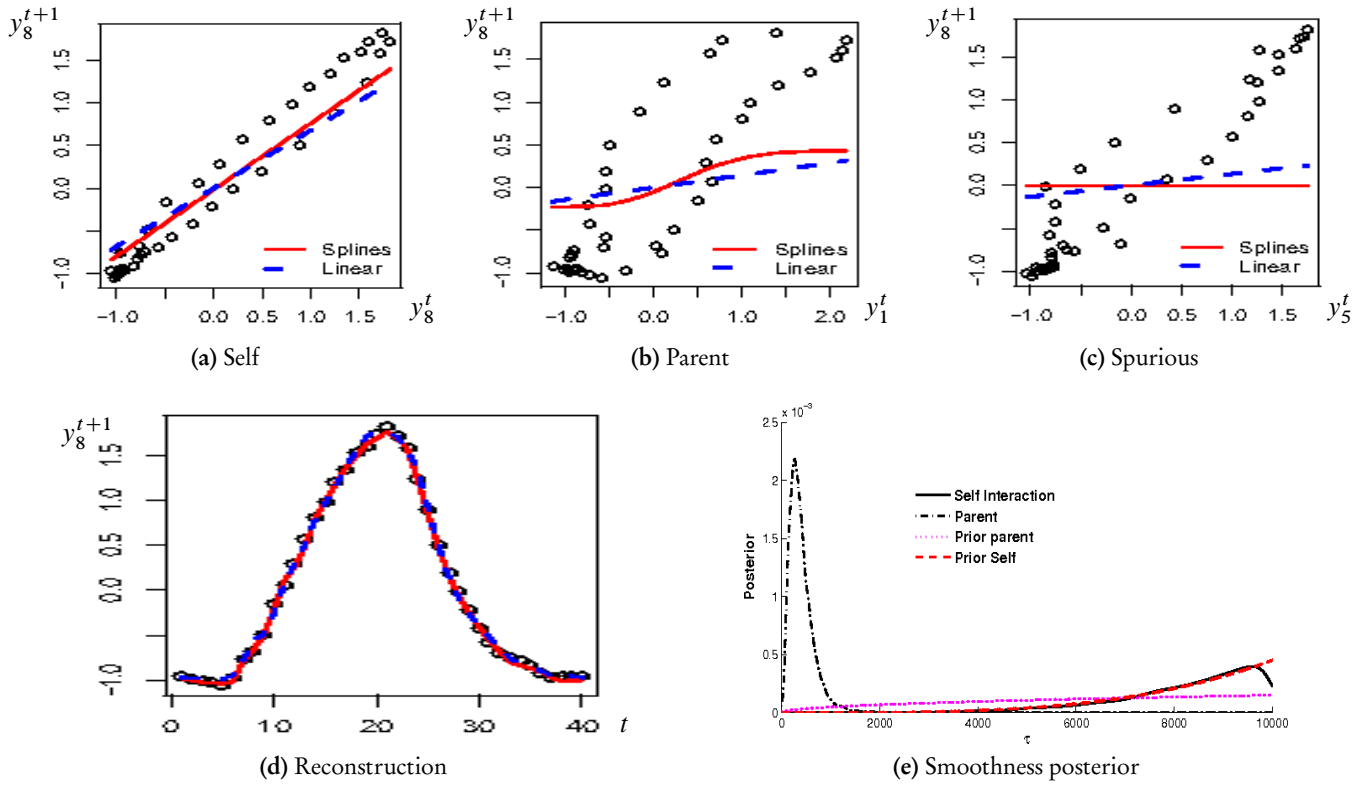 y_8^{t+1}
1.5
1.0
0.5
0.0
-1.0
Splines
Linear
-1.0 0.0 0.5 1.5
y_8^t
(a) Self
y_8^{t+1}
1.5
1.0
0.5
0.0
-1.0
Splines
Linear
-1.0 0.0 1.0 2.0
y_1^t
(b) Parent
y_8^{t+1}
1.5
1.0
0.5
0.0
-1.0
Splines
Linear
-1.0 0.0 1.0
y_5^t
(c) Spurious
y_8^{t+1}
1.5
1.0
0.5
0.0
-1.0
0 10 20 30 40
t
(d) Reconstruction
x 10^{-3}
2.5
2
1.5
1
0.5
0
Posterior
Self Interaction
Parent
Prior parent
Prior Self
0 2000 4000 6000 8000 10000
τ
(e) Smoothness posterior